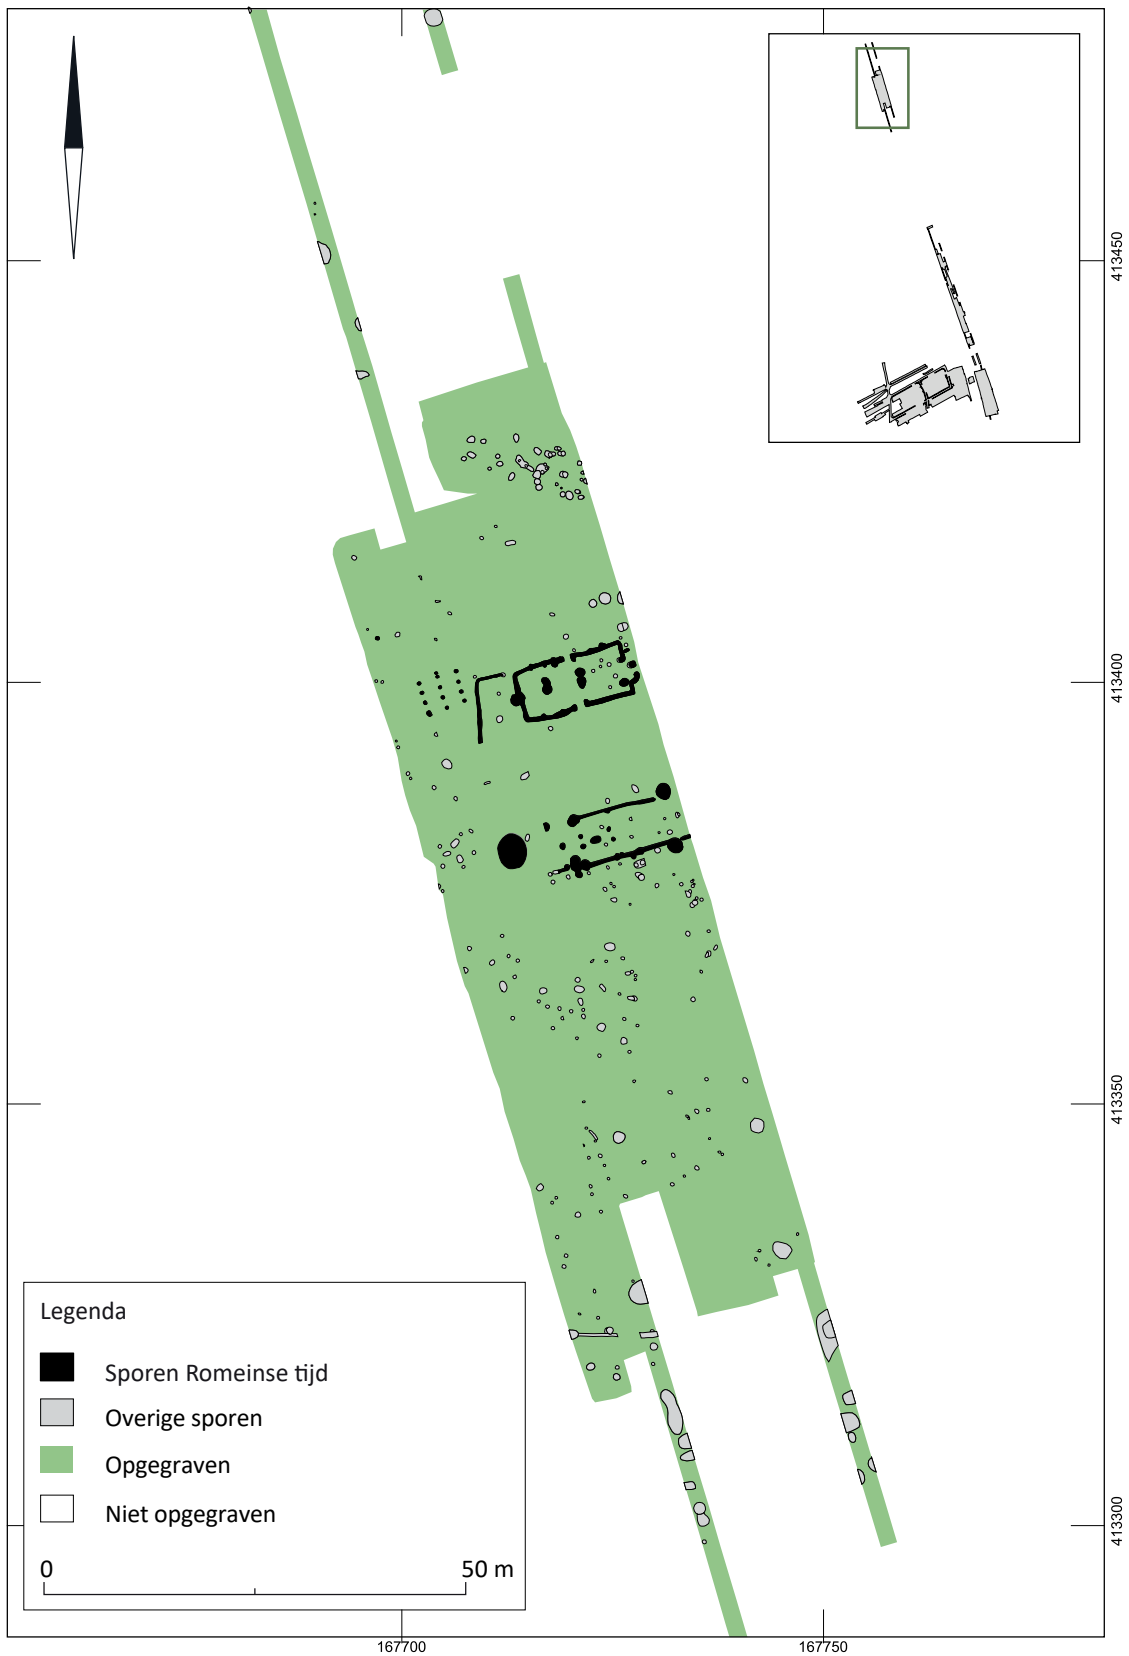 413450
413400
413350
413300
Legenda
Sporen Romeinse tijd
Overige sporen
Opgegraven
Niet opgegraven
0 50 m
167700 167750